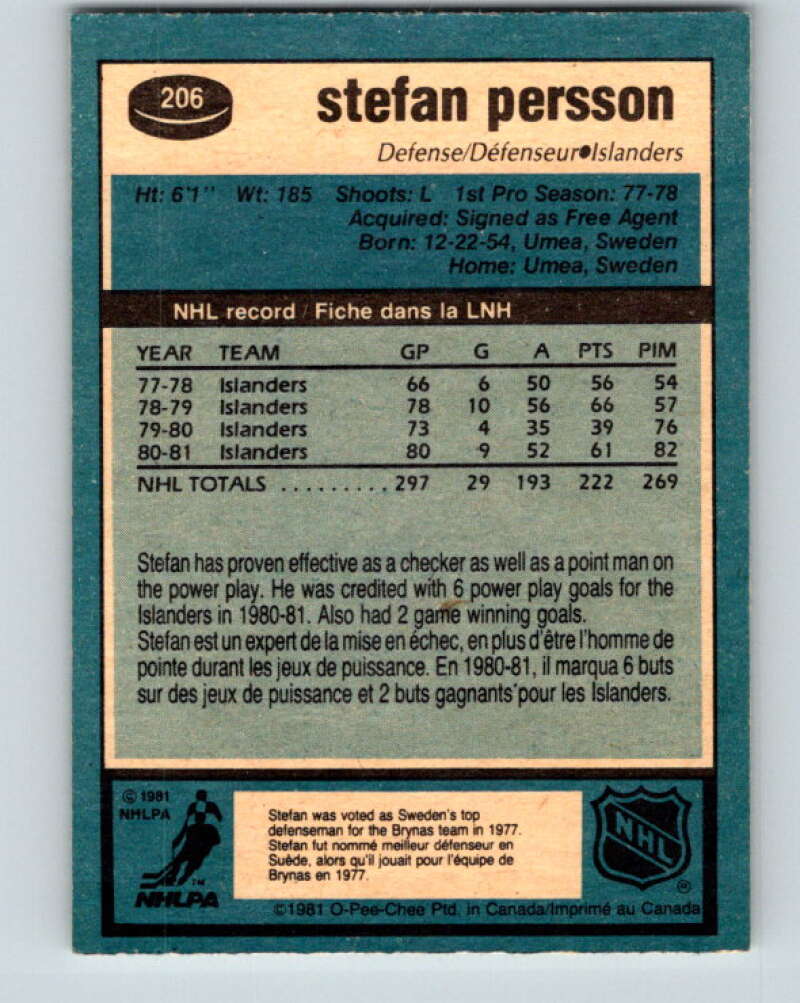 206
stefan persson
Defense/Défenseur•Islanders
Ht: 6'1" Wt: 185 Shoots: L 1st Pro Season: 77-78
Acquired: Signed as Free Agent
Born: 12-22-54, Umea, Sweden
Home: Umea, Sweden
NHL record / Fiche dans la LNH
YEAR TEAM GP G A PTS PIM
77-78 Islanders 66 6 50 56 54
78-79 Islanders 78 10 56 66 57
79-80 Islanders 73 4 35 39 76
80-81 Islanders 80 9 52 61 82
NHL TOTALS ......... 297 29 193 222 269
Stefan has proven effective as a checker as well as a point man on
the power play. He was credited with 6 power play goals for the
Islanders in 1980-81. Also had 2 game winning goals.
Stefan est un expert de la mise en échec, en plus d'être l'homme de
pointe durant les jeux de puissance. En 1980-81, il marqua 6 buts
sur des jeux de puissance et 2 buts gagnants pour les Islanders.
© 1981
NHLPA
TM
NHLPA
Stefan was voted as Sweden's top
defenseman for the Brynas team in 1977.
Stefan fut nommé meilleur défenseur en
Suède, alors qu'il jouait pour l'équipe de
Brynas en 1977.
NHL
®
©1981 O-Pee-Chee Ptd. in Canada/Imprimé au Canada